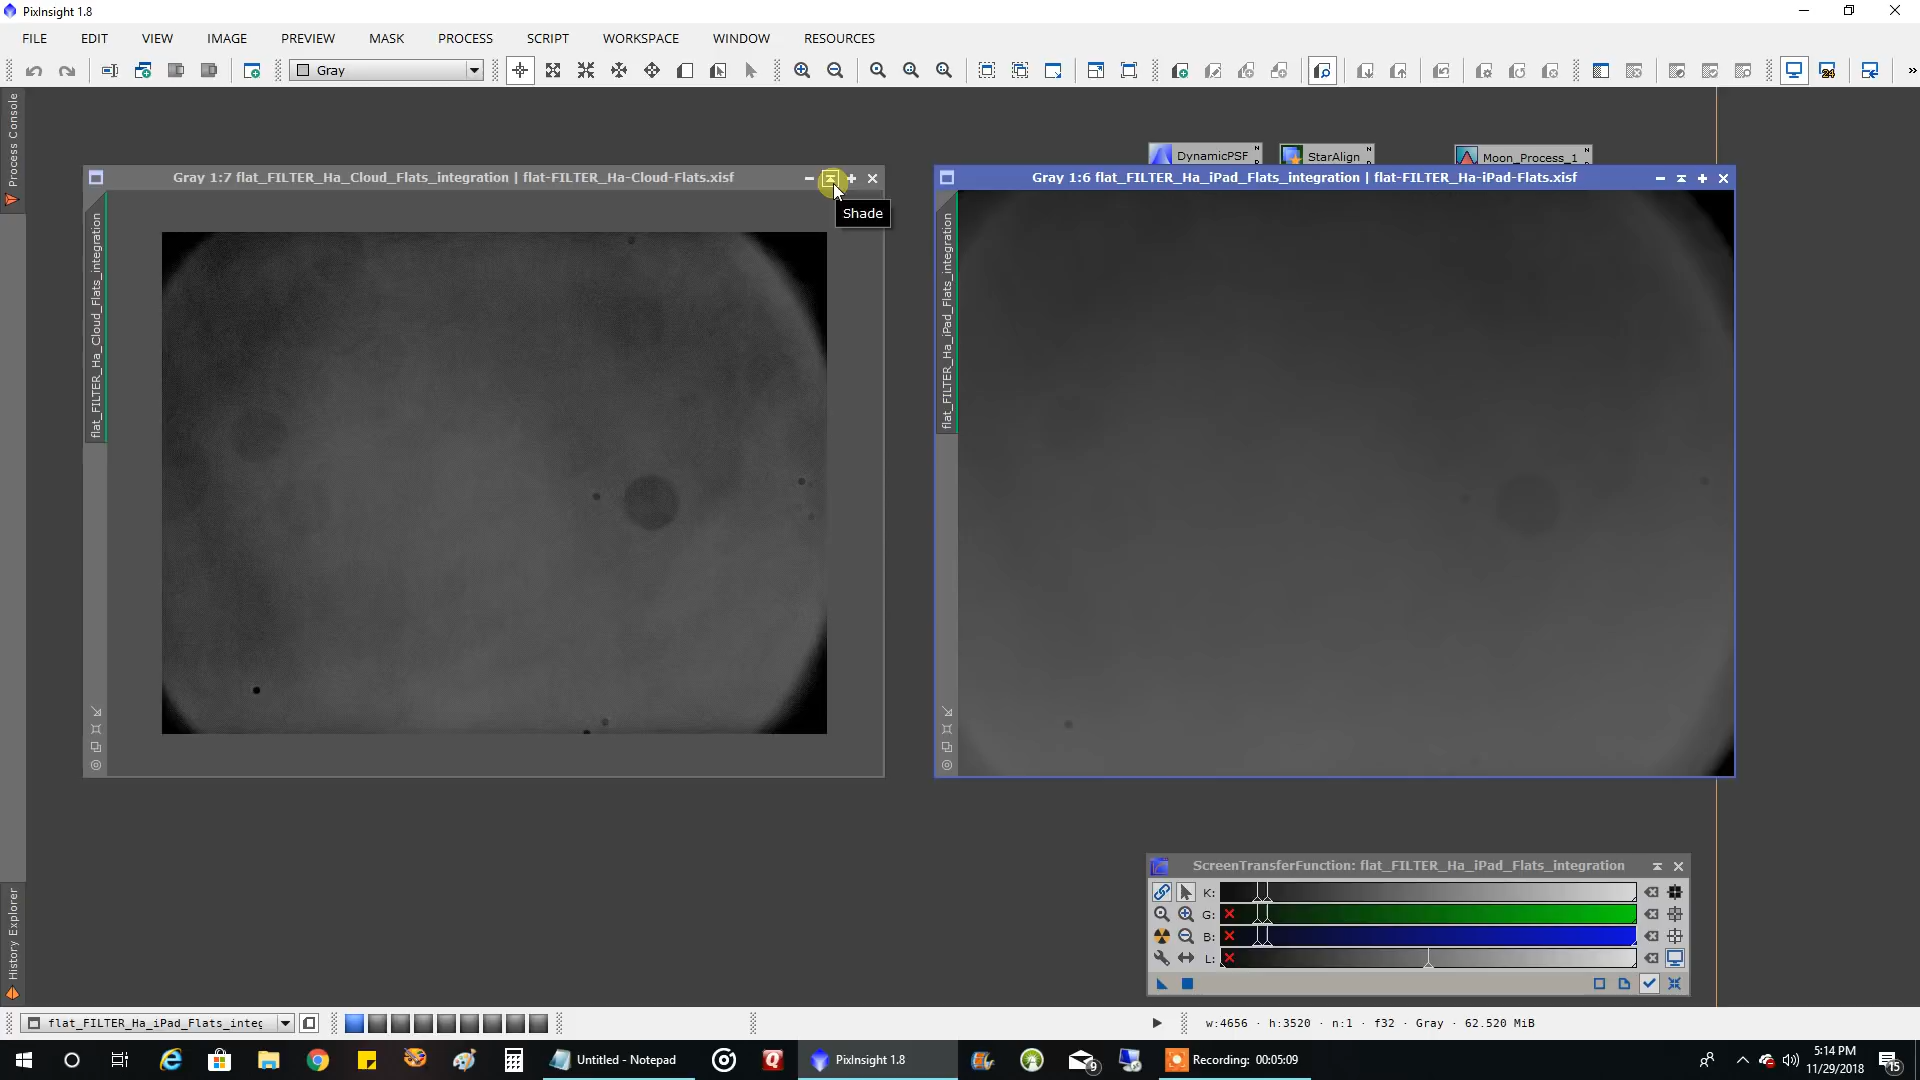 PixInsight 1.8
FILE EDIT VIEW IMAGE PREVIEW MASK PROCESS SCRIPT WORKSPACE WINDOW RESOURCES
Gray
24
Process Console
DynamicPSF
N
StarAlign
N
Moon_Process_1
N
Gray 1:7 flat_FILTER_Ha_Cloud_Flats_integration | flat-FILTER_Ha-Cloud-Flats.xisf
Gray 1:6 flat_FILTER_Ha_iPad_Flats_integration | flat-FILTER_Ha-iPad-Flats.xisf
Shade
flat_FILTER_Ha_Cloud_Flats_integration
flat_FILTER_Ha_iPad_Flats_integration
ScreenTransferFunction: flat_FILTER_Ha_iPad_Flats_integration
K:
G:
B:
L:
History Explorer
flat_FILTER_Ha_iPad_Flats_integ
w:4656 · h:3520 · n:1 · f32 · Gray · 62.520 MiB
Untitled - Notepad
PixInsight 1.8
9
Recording: 00:05:09
5:14 PM
11/29/2018
15